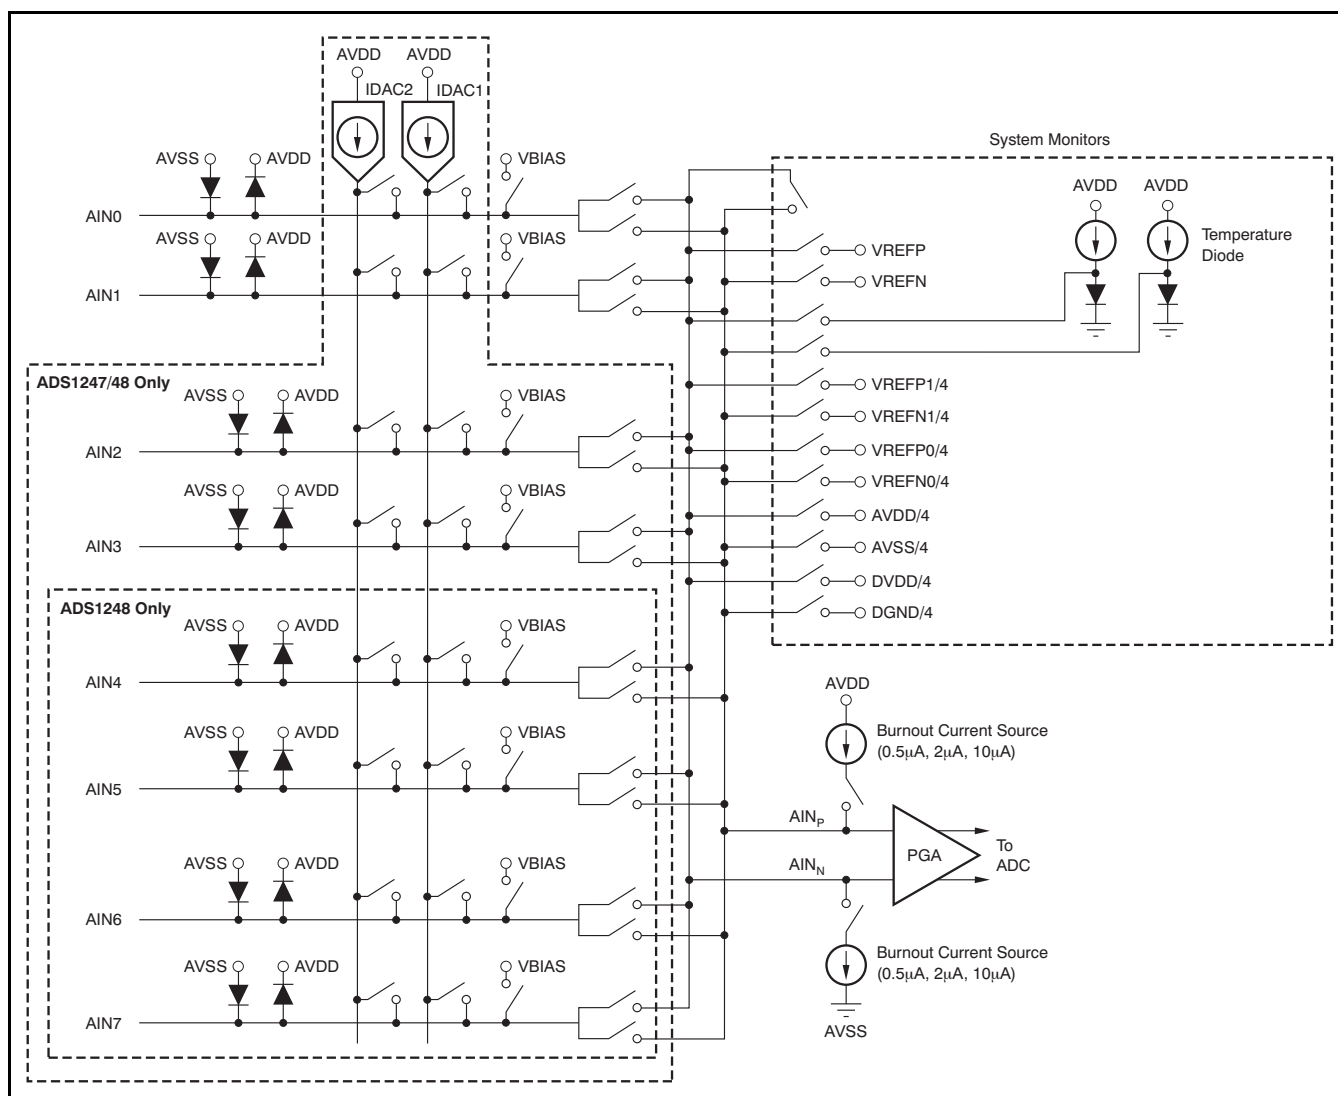 AVDD AVDD
IDAC2 IDAC1
System Monitors
AVSS AVDD VBIAS
AIN0
AVDD AVDD
Temperature
Diode
AVSS AVDD VBIAS
AIN1
VREFP
VREFN
ADS1247/48 Only
AVSS AVDD VBIAS
AIN2
VREFP1/4
VREFN1/4
VREFP0/4
VREFN0/4
AVSS AVDD VBIAS
AIN3
AVDD/4
AVSS/4
DVDD/4
DGND/4
ADS1248 Only
AVSS AVDD VBIAS
AIN4
AVSS AVDD VBIAS
AIN5
AVDD
Burnout Current Source
(0.5μA, 2μA, 10μA)
AINP
PGA
To
ADC
AINN
AVSS AVDD VBIAS
AIN6
Burnout Current Source
(0.5μA, 2μA, 10μA)
AVSS
AVSS AVDD VBIAS
AIN7